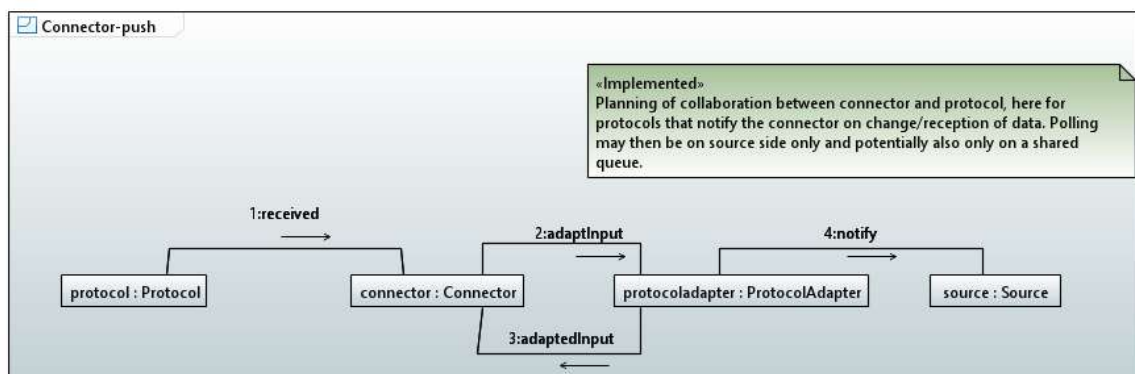 Connector-push
«Implemented»
Planning of collaboration between connector and protocol, here for
protocols that notify the connector on change/reception of data. Polling
may then be on source side only and potentially also only on a shared
queue.
1:received
2:adaptInput
4:notify
protocol : Protocol
connector : Connector
protocoladapter : ProtocolAdapter
source : Source
3:adaptedInput